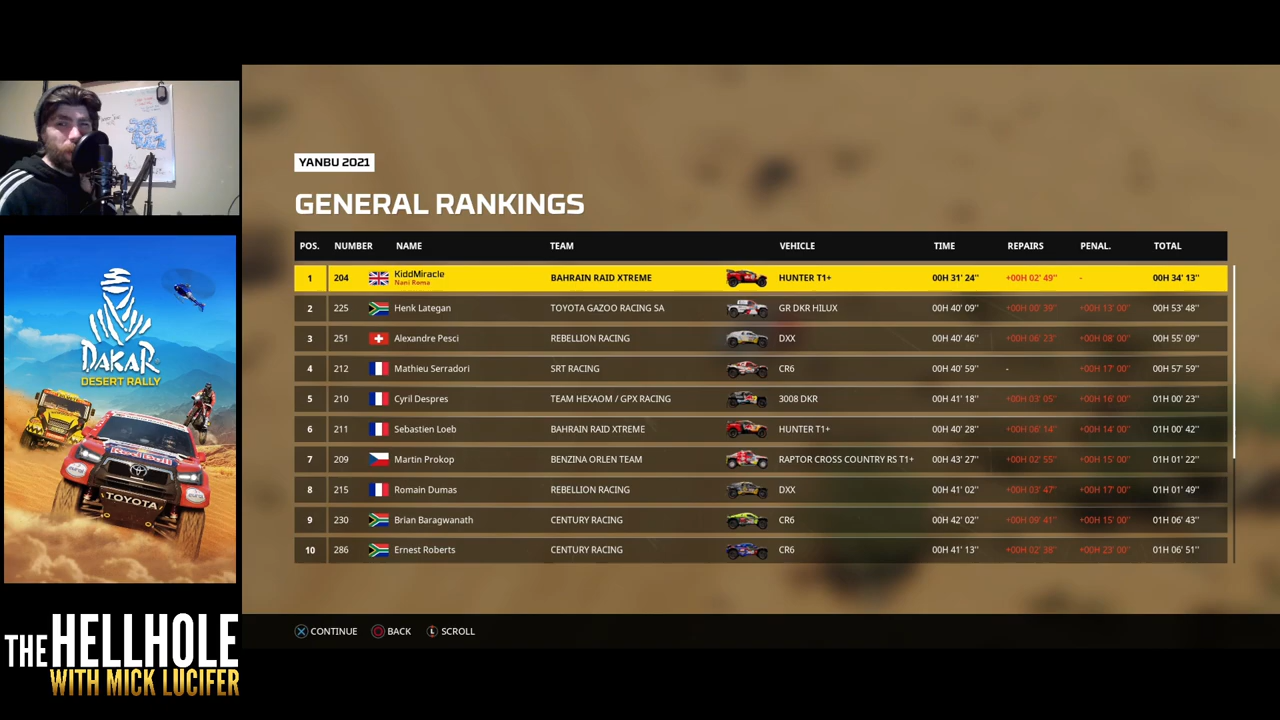 YANBU 2021
GENERAL RANKINGS
POS. NUMBER NAME TEAM VEHICLE TIME REPAIRS PENAL. TOTAL
1 204 KiddMiracle BAHRAIN RAID XTREME HUNTER T1+ 00H 31' 24'' +00H 02' 49'' - 00H 34' 13''
Nani Roma
2 225 Henk Lategan TOYOTA GAZOO RACING SA GR DKR HILUX 00H 40' 09'' +00H 00' 39'' +00H 13' 00'' 00H 53' 48''
3 251 Alexandre Pesci REBELLION RACING DXX 00H 40' 46'' +00H 06' 23'' +00H 08' 00'' 00H 55' 09''
4 212 Mathieu Serradori SRT RACING CR6 00H 40' 59'' - +00H 17' 00'' 00H 57' 59''
5 210 Cyril Despres TEAM HEXAOM / GPX RACING 3008 DKR 00H 41' 18'' +00H 03' 05'' +00H 16' 00'' 01H 00' 23''
6 211 Sebastien Loeb BAHRAIN RAID XTREME HUNTER T1+ 00H 40' 28'' +00H 06' 14'' +00H 14' 00'' 01H 00' 42''
7 209 Martin Prokop BENZINA ORLEN TEAM RAPTOR CROSS COUNTRY RS T1+ 00H 43' 27'' +00H 02' 55'' +00H 15' 00'' 01H 01' 22''
8 215 Romain Dumas REBELLION RACING DXX 00H 41' 02'' +00H 03' 47'' +00H 17' 00'' 01H 01' 49''
9 230 Brian Baragwanath CENTURY RACING CR6 00H 42' 02'' +00H 09' 41'' +00H 15' 00'' 01H 06' 43''
10 286 Ernest Roberts CENTURY RACING CR6 00H 41' 13'' +00H 02' 38'' +00H 23' 00'' 01H 06' 51''
CONTINUE BACK L SCROLL
DAKAR
DESERT RALLY
Red Bull
TOYOTA
THE HELLHOLE
WITH MICK LUCIFER